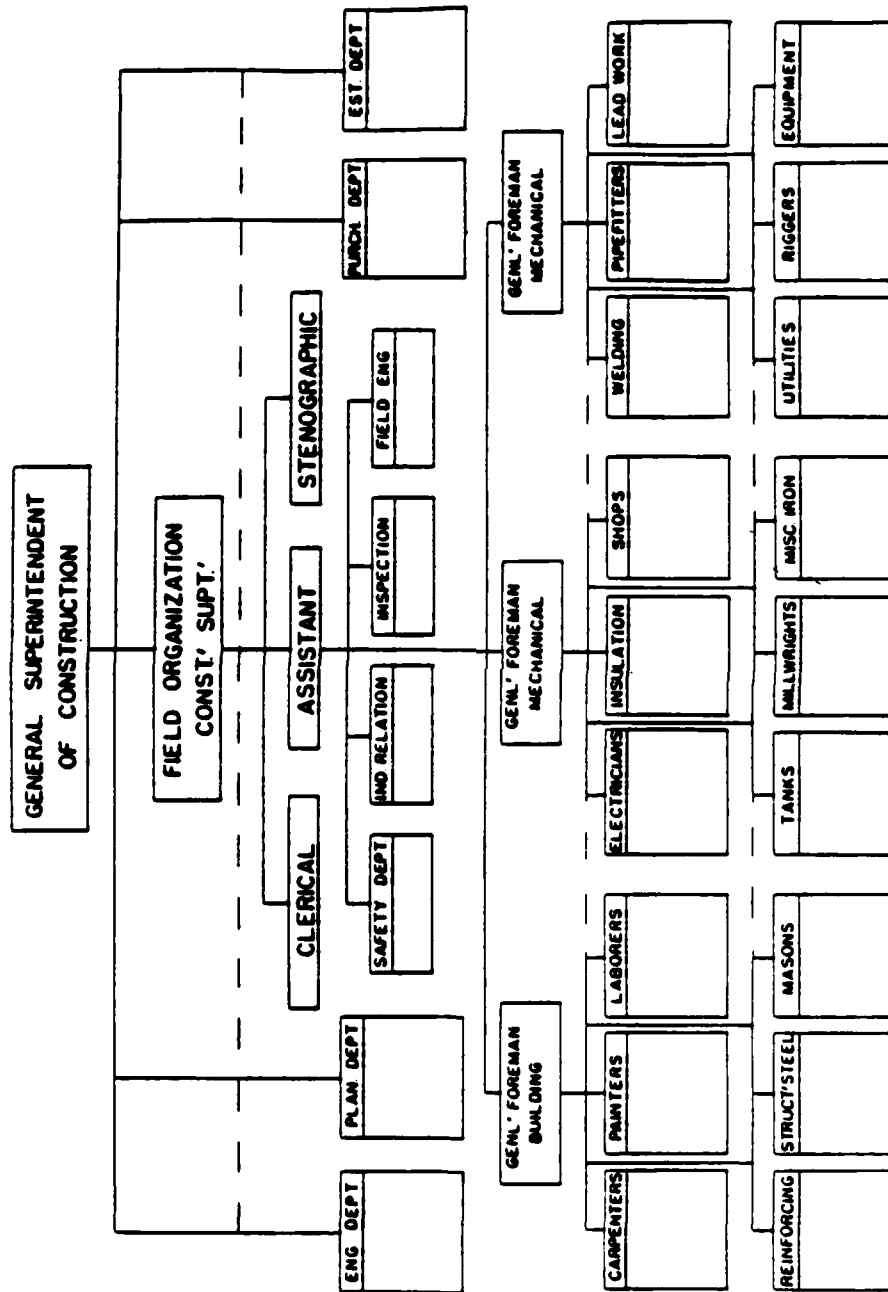 GENERAL SUPERINTENDENT
OF CONSTRUCTION
FIELD ORGANIZATION
CONST.' SUPT.'
CLERICAL
ASSISTANT
STENOGRAPHIC
ENG DEPT
PLAN. DEPT
SAFETY DEPT
IND RELATION
INSPECTION
FIELD ENG
PURCH. DEPT
EST. DEPT
GENL' FOREMAN
BUILDING
GENL' FOREMAN
MECHANICAL
GENL' FOREMAN
MECHANICAL
CARPENTERS
PAINTERS
LABORERS
ELECTRICIANS
INSULATION
SHOPS
WELDING
PIPEFITTERS
LEAD WORK
REINFORCING
STRUCT'STEEL
MASONS
TANKS
MILLWRIGHTS
MISC IRON
UTILITIES
RIGGERS
EQUIPMENT